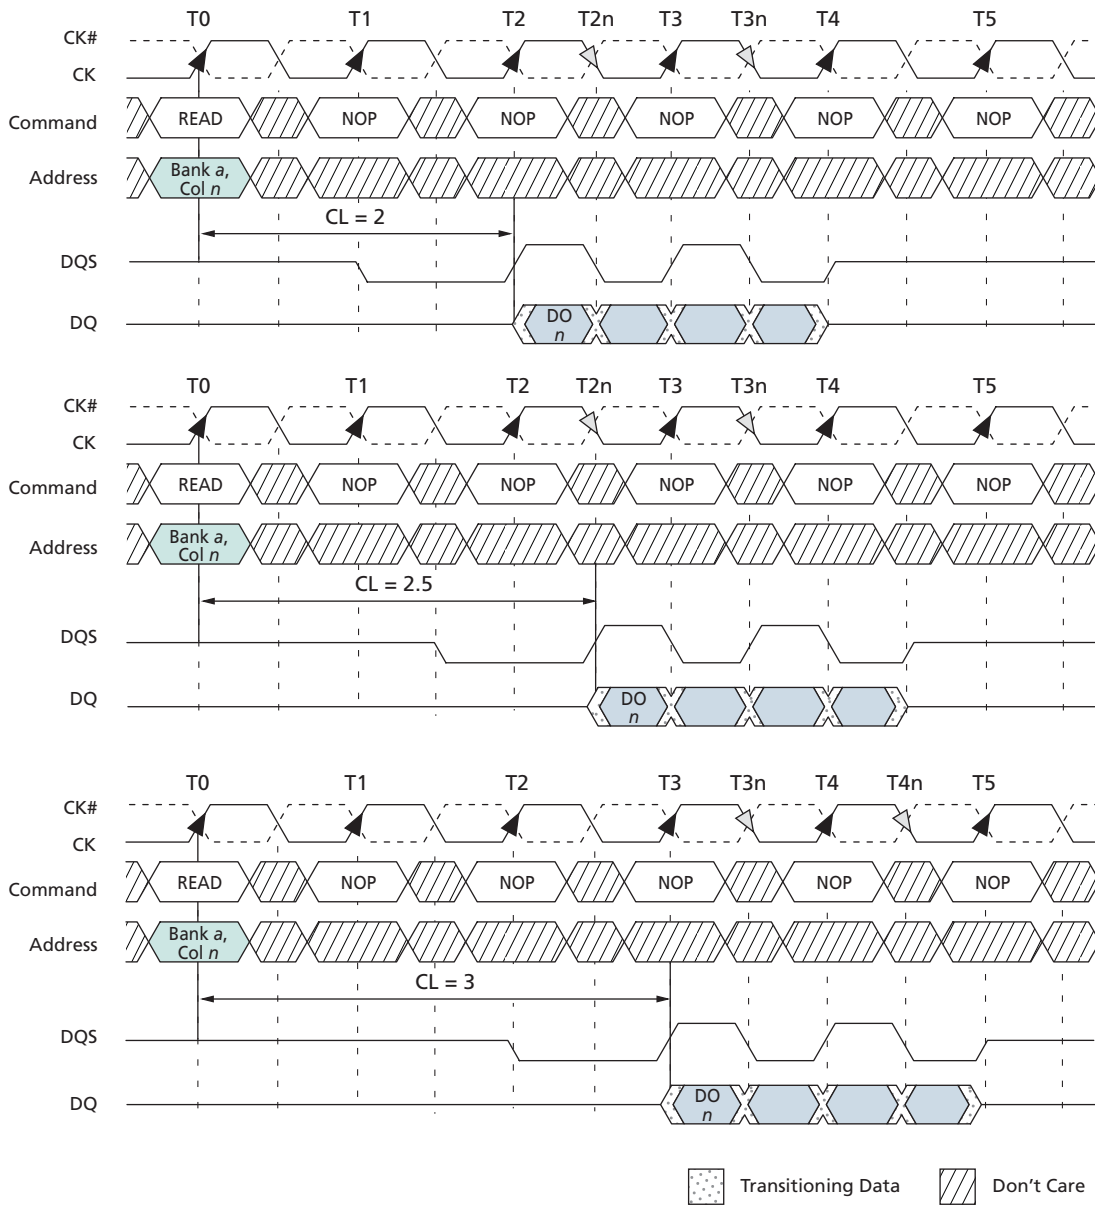 T0 T1 T2 T2n T3 T3n T4 T5
CK#
CK
Command READ NOP NOP NOP NOP NOP
Address Bank a,
Col n
CL = 2
DQS
DQ DO
n
T0 T1 T2 T2n T3 T3n T4 T5
CK#
CK
Command READ NOP NOP NOP NOP NOP
Address Bank a,
Col n
CL = 2.5
DQS
DQ DO
n
T0 T1 T2 T3 T3n T4 T4n T5
CK#
CK
Command READ NOP NOP NOP NOP NOP
Address Bank a,
Col n
CL = 3
DQS
DQ DO
n
Transitioning Data Don't Care